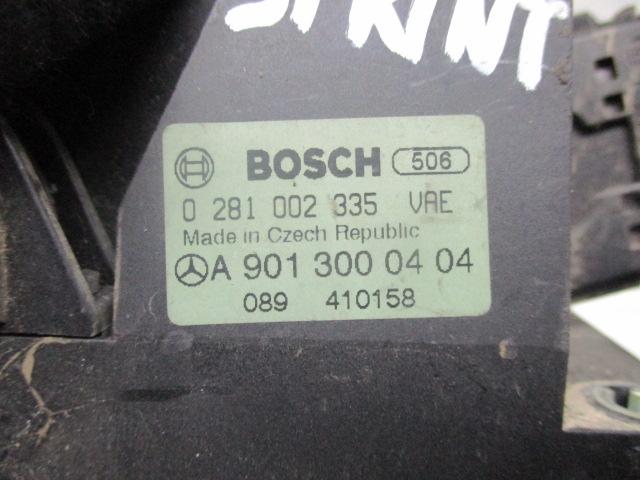 SPRINT
BOSCH 506
0 281 002 335 VAE
Made in Czech Republic
A 901 300 04 04
089 410158